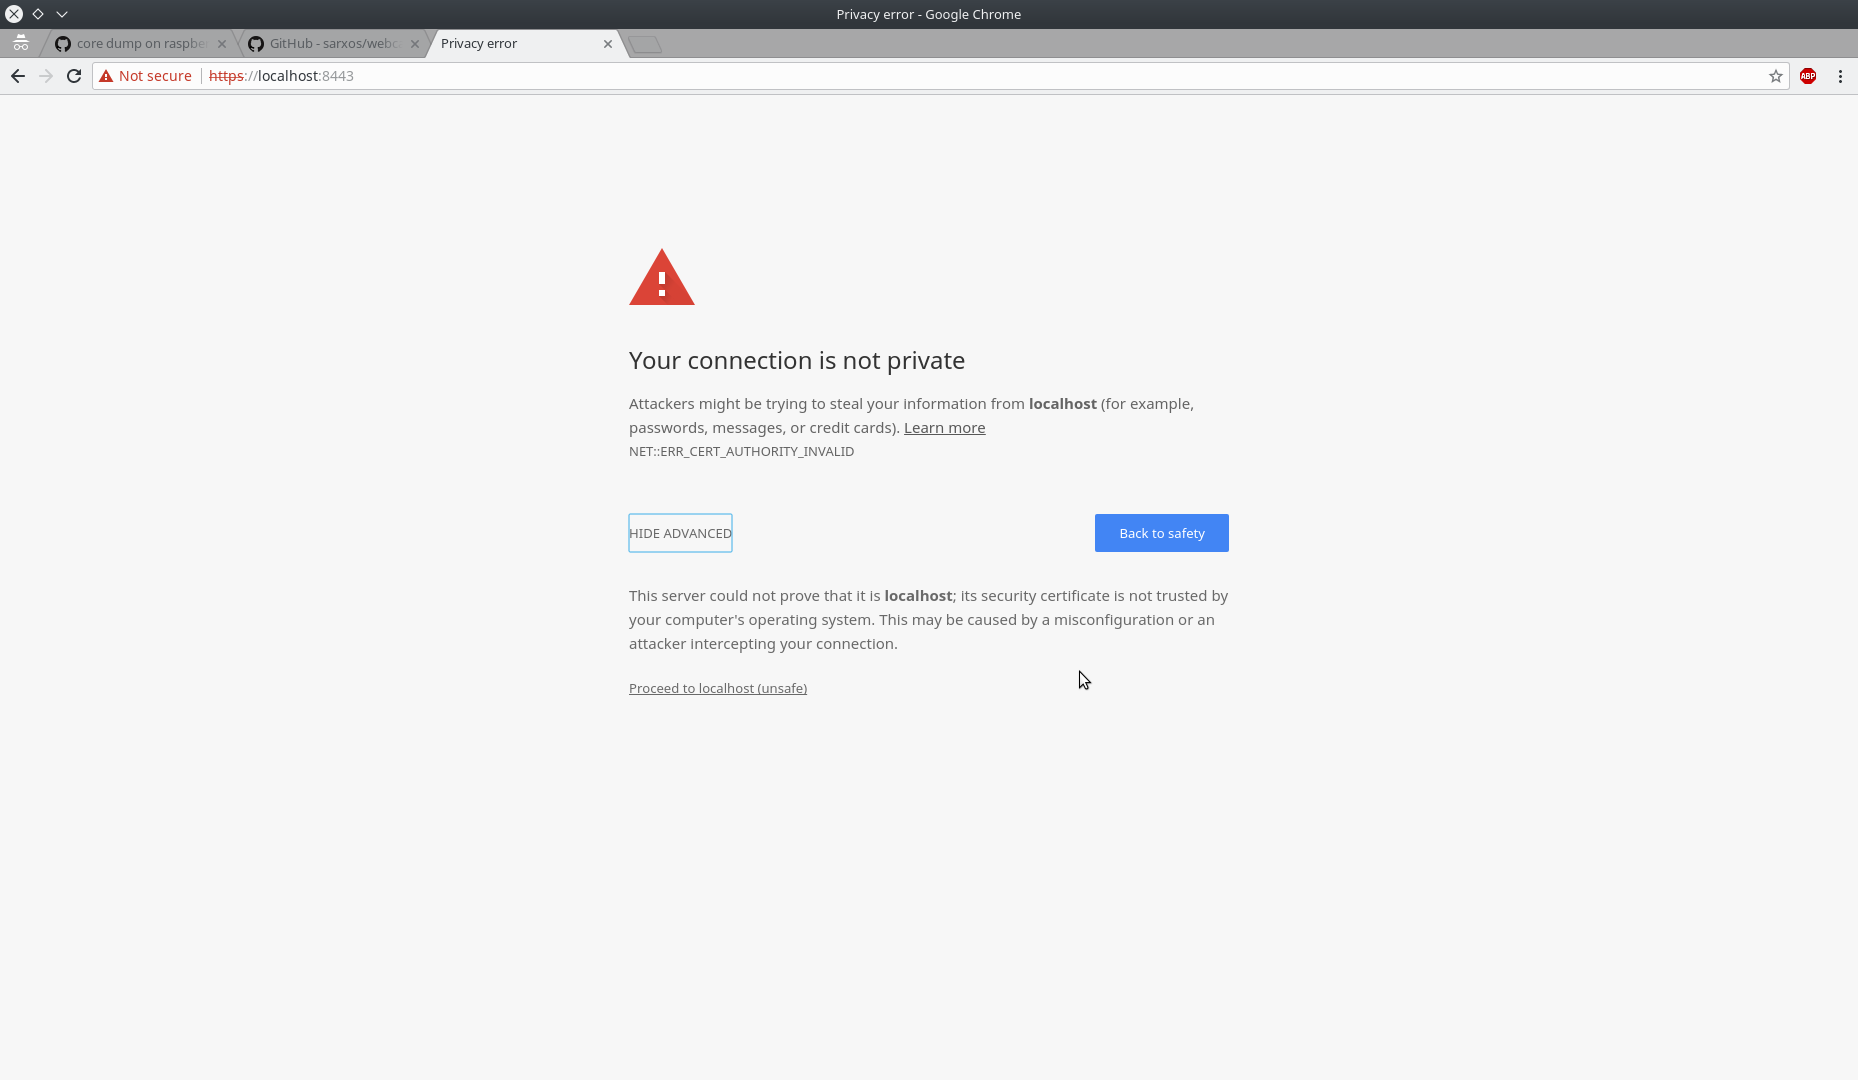 Privacy error - Google Chrome
core dump on raspber
GitHub - sarxos/webca
Privacy error
Not secure https://localhost:8443
ABP
Your connection is not private
Attackers might be trying to steal your information from localhost (for example,
passwords, messages, or credit cards). Learn more
NET::ERR_CERT_AUTHORITY_INVALID
HIDE ADVANCED
Back to safety
This server could not prove that it is localhost; its security certificate is not trusted by
your computer's operating system. This may be caused by a misconfiguration or an
attacker intercepting your connection.
Proceed to localhost (unsafe)